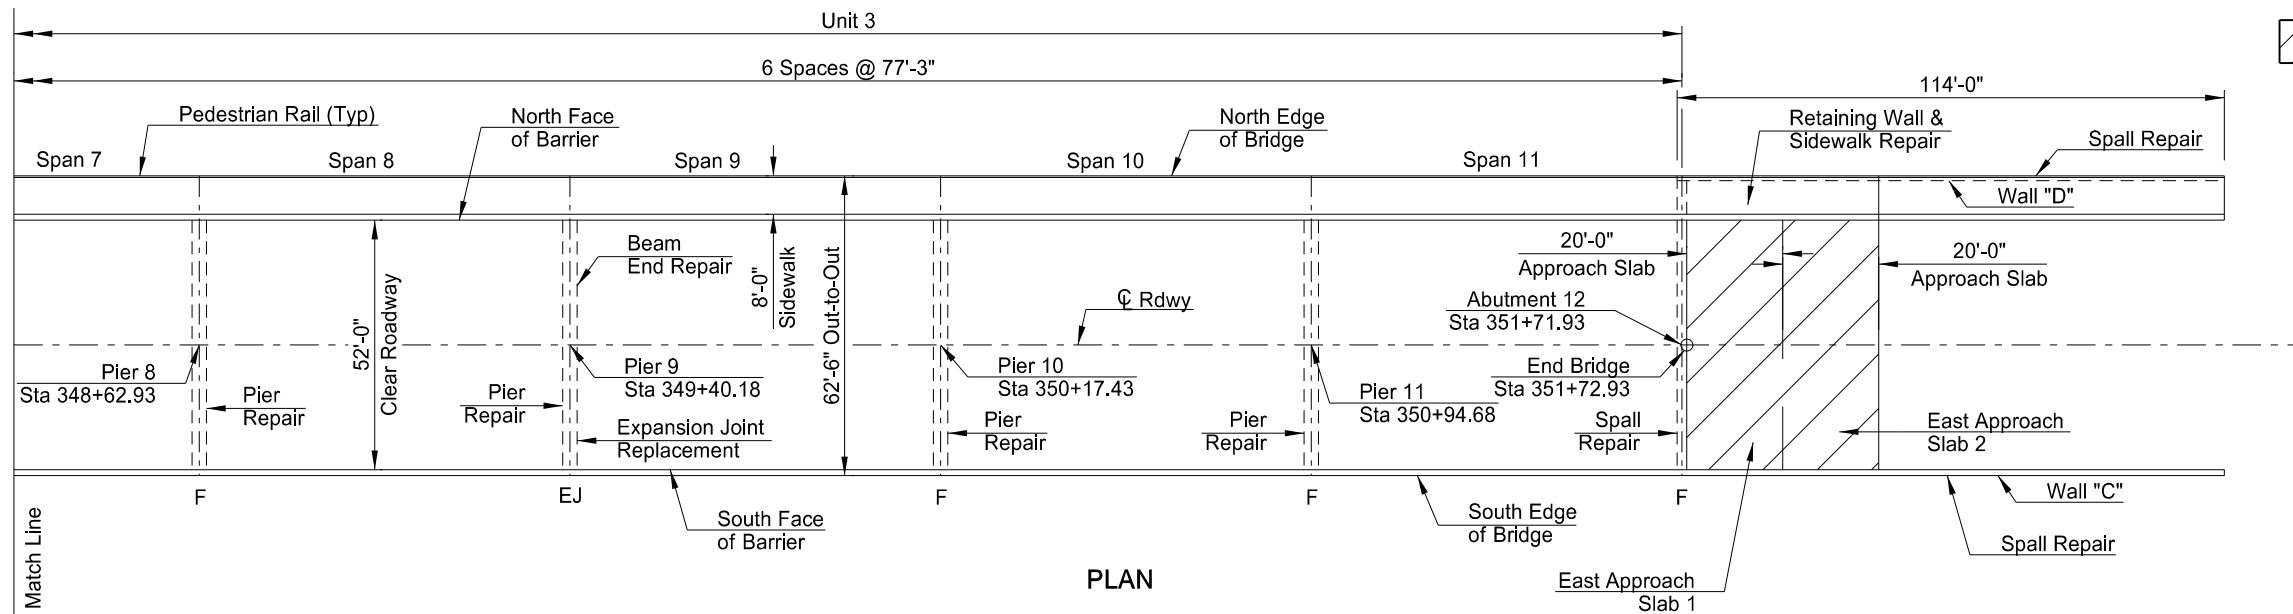 Unit 3
6 Spaces @ 77'-3"
114'-0"
Pedestrian Rail (Typ)
North Face
of Barrier
North Edge
of Bridge
Retaining Wall &
Sidewalk Repair
Spall Repair
Span 7
Span 8
Span 9
Span 10
Span 11
Wall "D"
Beam
End Repair
8'-0"
Sidewalk
62'-6" Out-to-Out
52'-0"
Clear Roadway
20'-0"
Approach Slab
20'-0"
Approach Slab
℄ Rdwy
Abutment 12
Sta 351+71.93
Pier 8
Sta 348+62.93
Pier 9
Sta 349+40.18
Pier 10
Sta 350+17.43
Pier 11
Sta 350+94.68
End Bridge
Sta 351+72.93
Pier
Repair
Pier
Repair
Expansion Joint
Replacement
Pier
Repair
Pier
Repair
Spall
Repair
East Approach
Slab 2
F
EJ
F
F
F
Wall "C"
South Face
of Barrier
South Edge
of Bridge
Spall Repair
Match Line
PLAN
East Approach
Slab 1